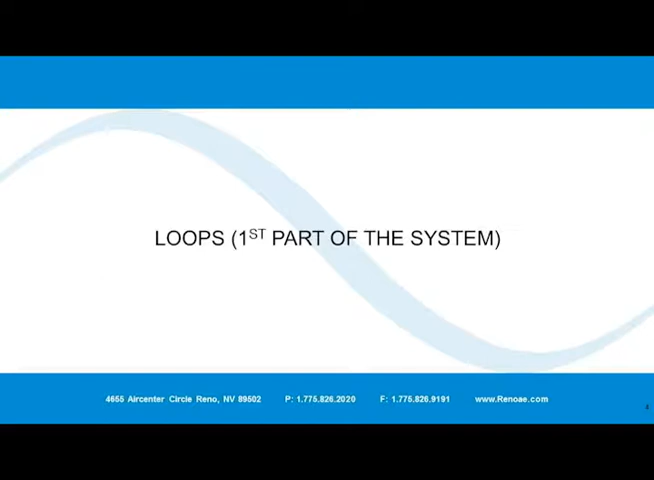 LOOPS (1ST PART OF THE SYSTEM)
4655 Aircenter Circle Reno, NV 89502 P: 1.775.826.2020 F: 1.775.826.9191 www.Renoae.com